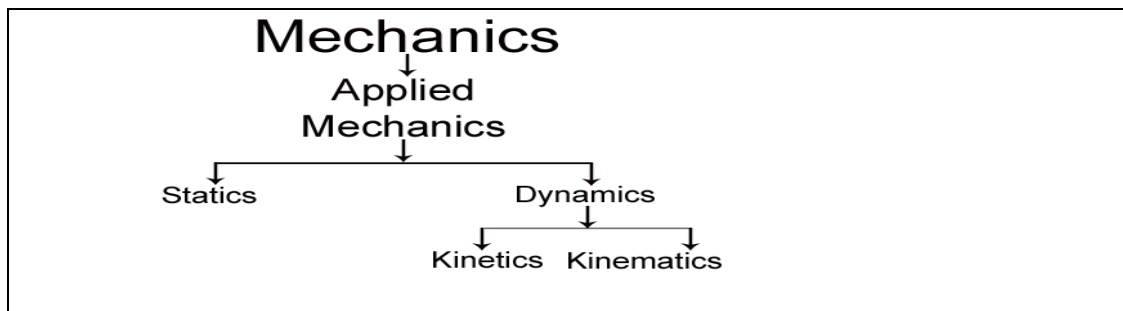 Mechanics
Applied
Mechanics
Statics Dynamics
Kinetics Kinematics